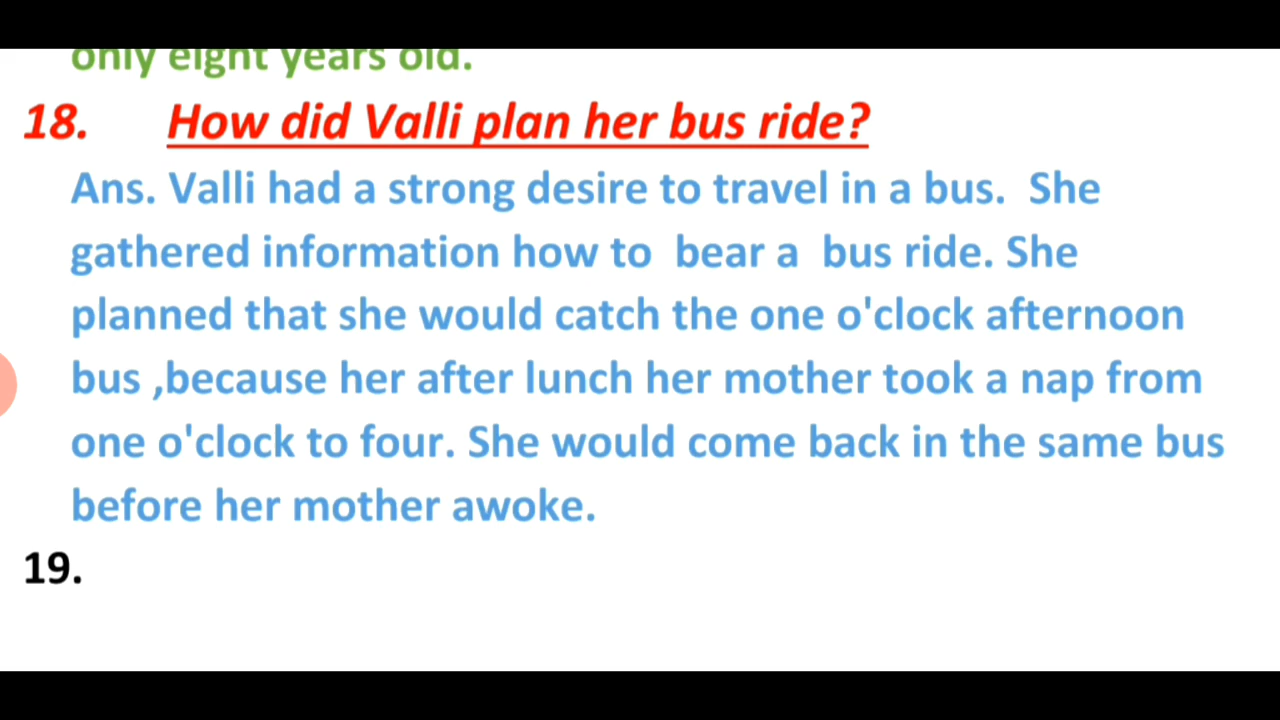 only eight years old.
18. How did Valli plan her bus ride?
Ans. Valli had a strong desire to travel in a bus. She
gathered information how to bear a bus ride. She
planned that she would catch the one o'clock afternoon
bus ,because her after lunch her mother took a nap from
one o'clock to four. She would come back in the same bus
before her mother awoke.
19.